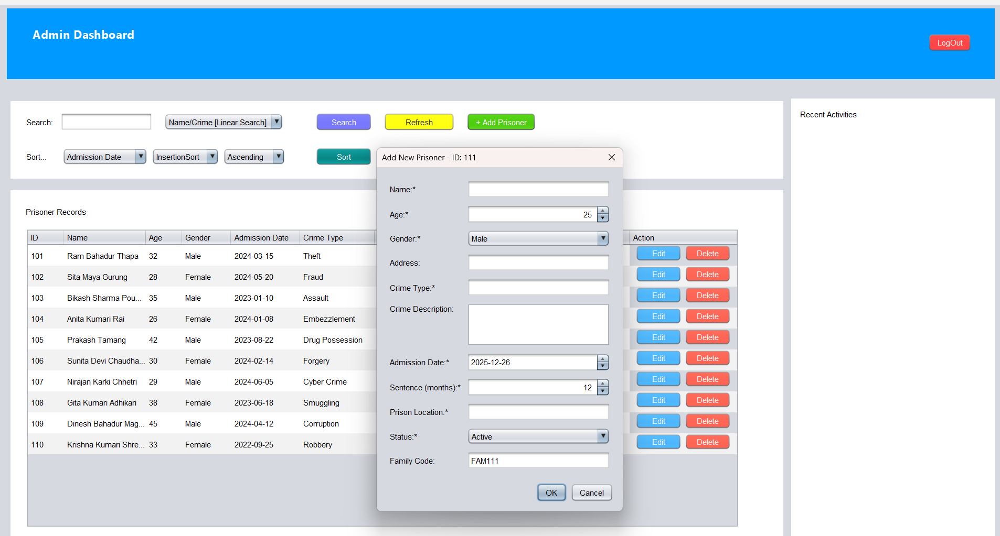 Admin Dashboard
LogOut
Search:
Name/Crime [Linear Search]
Search
Refresh
+ Add Prisoner
Recent Activities
Sort...
Admission Date
InsertionSort
Ascending
Sort
Prisoner Records
ID Name Age Gender Admission Date Crime Type Action
101 Ram Bahadur Thapa 32 Male 2024-03-15 Theft Edit Delete
102 Sita Maya Gurung 28 Female 2024-05-20 Fraud Edit Delete
103 Bikash Sharma Pou... 35 Male 2023-01-10 Assault Edit Delete
104 Anita Kumari Rai 26 Female 2024-01-08 Embezzlement Edit Delete
105 Prakash Tamang 42 Male 2023-08-22 Drug Possession Edit Delete
106 Sunita Devi Chaudha... 30 Female 2024-02-14 Forgery Edit Delete
107 Nirajan Karki Chhetri 29 Male 2024-06-05 Cyber Crime Edit Delete
108 Gita Kumari Adhikari 38 Female 2023-06-18 Smuggling Edit Delete
109 Dinesh Bahadur Mag... 45 Male 2024-04-12 Corruption Edit Delete
110 Krishna Kumari Shre... 33 Female 2022-09-25 Robbery Edit Delete
Add New Prisoner - ID: 111
Name:*
Age:* 25
Gender:* Male
Address:
Crime Type:*
Crime Description:
Admission Date:* 2025-12-26
Sentence (months):* 12
Prison Location:*
Status:* Active
Family Code: FAM111
OK
Cancel